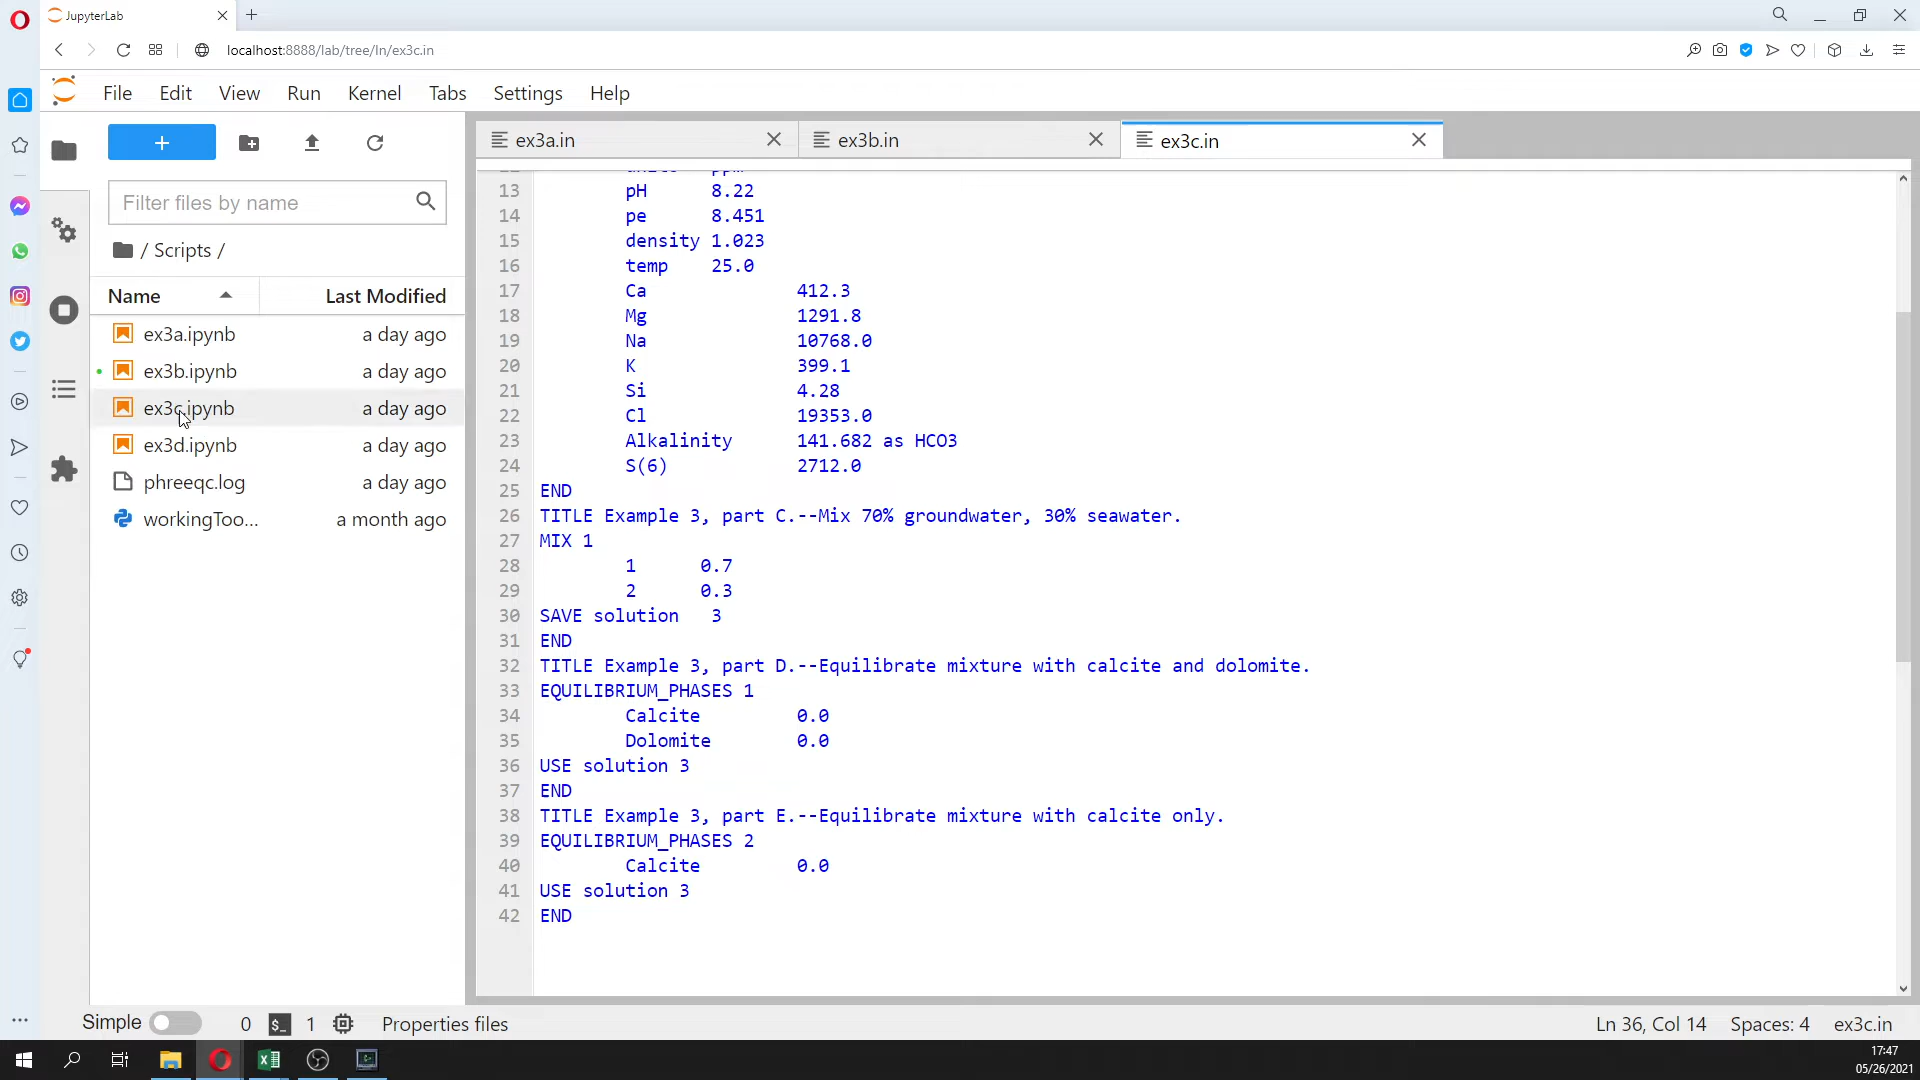 JupyterLab
localhost:8888/lab/tree/In/ex3c.in
File Edit View Run Kernel Tabs Settings Help
+
Filter files by name
/ Scripts /
Name Last Modified
ex3a.ipynb a day ago
ex3b.ipynb a day ago
ex3c.ipynb a day ago
ex3d.ipynb a day ago
phreeqc.log a day ago
workingToo... a month ago
ex3a.in ex3b.in ex3c.in
13 pH 8.22
14 pe 8.451
15 density 1.023
16 temp 25.0
17 Ca 412.3
18 Mg 1291.8
19 Na 10768.0
20 K 399.1
21 Si 4.28
22 Cl 19353.0
23 Alkalinity 141.682 as HCO3
24 S(6) 2712.0
25 END
26 TITLE Example 3, part C.--Mix 70% groundwater, 30% seawater.
27 MIX 1
28 1 0.7
29 2 0.3
30 SAVE solution 3
31 END
32 TITLE Example 3, part D.--Equilibrate mixture with calcite and dolomite.
33 EQUILIBRIUM_PHASES 1
34 Calcite 0.0
35 Dolomite 0.0
36 USE solution 3
37 END
38 TITLE Example 3, part E.--Equilibrate mixture with calcite only.
39 EQUILIBRIUM_PHASES 2
40 Calcite 0.0
41 USE solution 3
42 END
Simple 0 $_ 1 Properties files Ln 36, Col 14 Spaces: 4 ex3c.in
17:47
05/26/2021